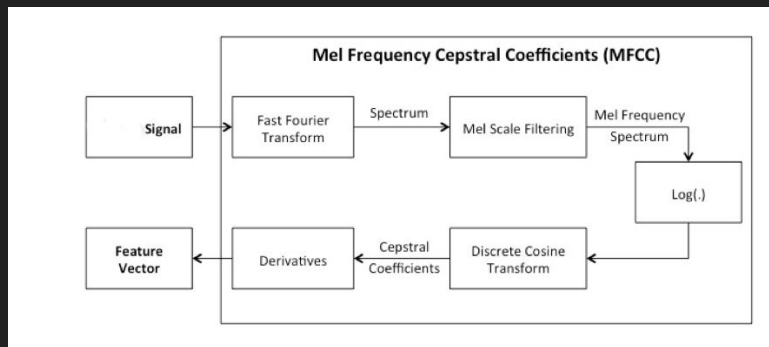 Mel Frequency Cepstral Coefficients (MFCC)
Signal
Fast Fourier
Transform
Spectrum
Mel Scale Filtering
Mel Frequency
Spectrum
Log(.)
Discrete Cosine
Transform
Cepstral
Coefficients
Derivatives
Feature
Vector